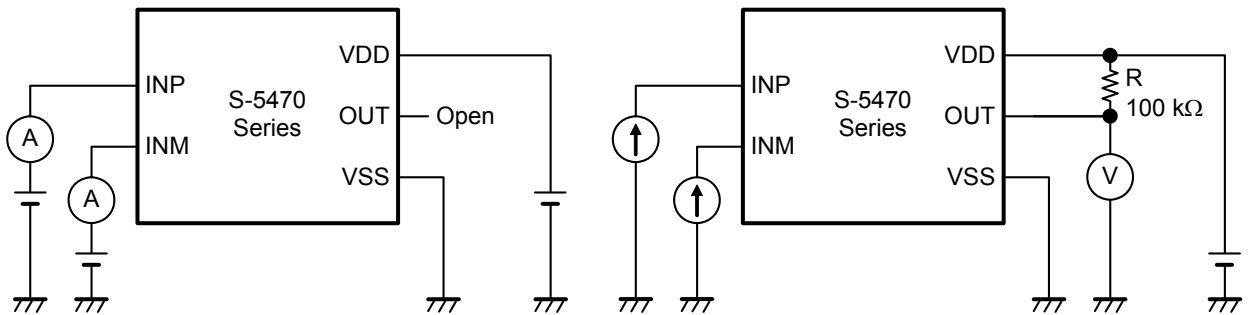 VDD
INP
S-5470
Series
OUT
Open
A
INM
A
VSS
VDD
R
100 kΩ
INP
S-5470
Series
OUT
INM
VSS
V